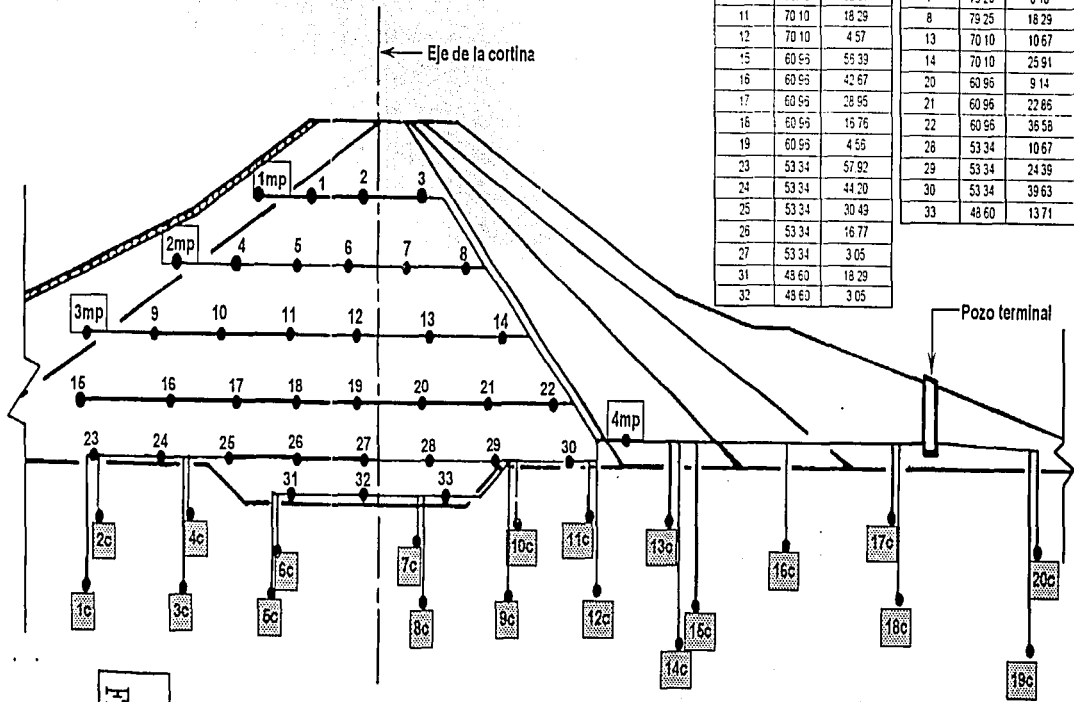 11 70 10 18 29
12 70 10 4 57
15 60 96 56 39
16 60 96 42 67
17 60 96 28 95
18 60 96 16 76
19 60 96 4 56
23 53 34 57 92
24 53 34 44 20
25 53 34 30 49
26 53 34 16 77
27 53 34 3 05
31 48 60 18 29
32 48 60 3 05
8 79 25 18 29
13 70 10 10 67
14 70 10 25 91
20 60 96 9 14
21 60 96 22 86
22 60 96 36 58
28 53 34 10 67
29 53 34 24 39
30 53 34 39 63
33 48 60 13 71
Eje de la cortina
1mp 1 2 3
2mp 4 5 6 7 8
3mp 9 10 11 12 13 14
Pozo terminal
15 16 17 18 19 20 21 22
4mp
23 24 25 26 27 28 29 30
31 32 33
2c 4c 6c 7c 10c 11c 13c 16c 17c 20c
1c 3c 5c 8c 9c 12c 15c 18c
14c 19c